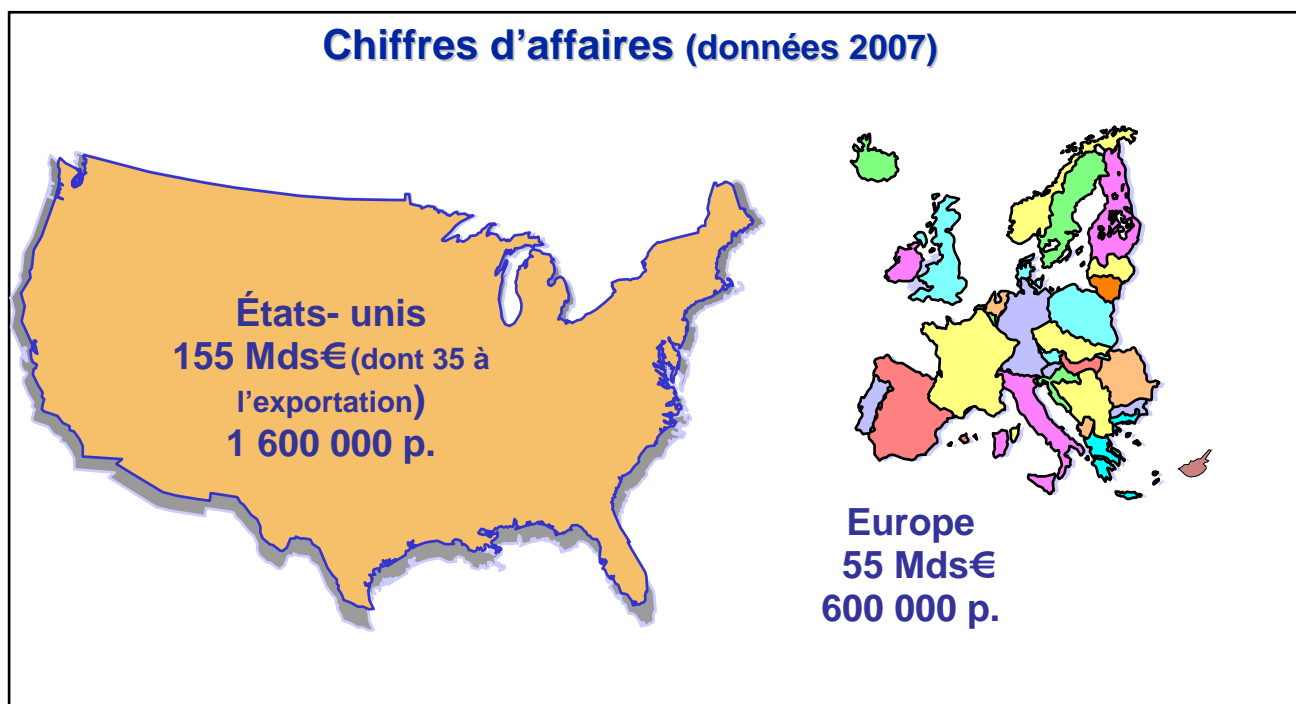 Chiffres d’affaires (données 2007)
États- unis
155 Mds€(dont 35 à
l’exportation)
1 600 000 p.
Europe
55 Mds€
600 000 p.